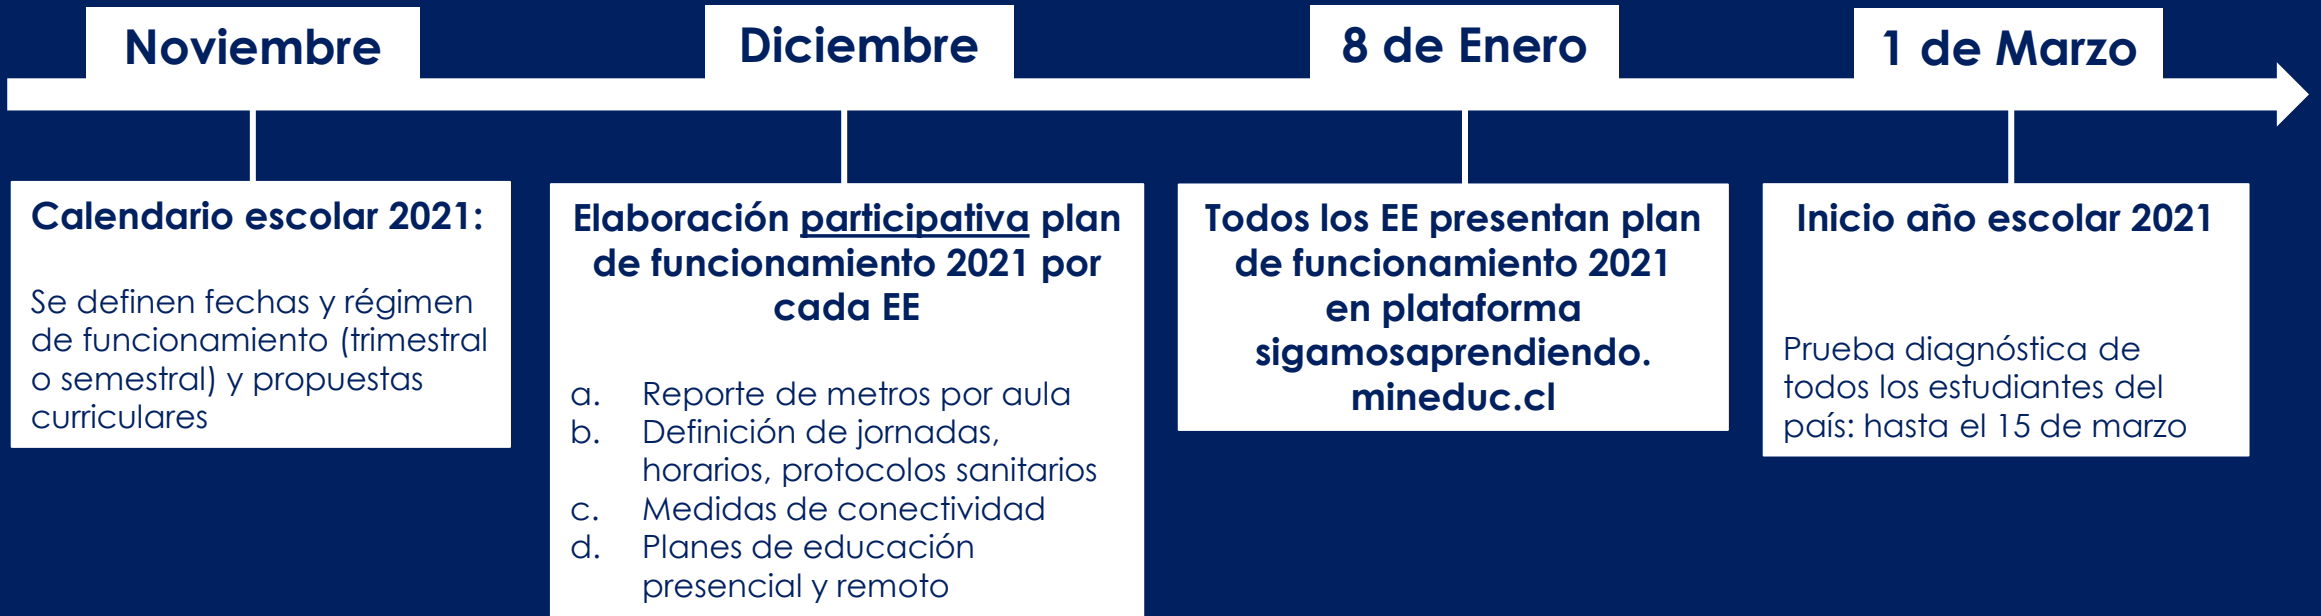 Noviembre
Calendario escolar 2021:
Se definen fechas y régimen
de funcionamiento (trimestral
o semestral) y propuestas
curriculares
Diciembre
Elaboración participativa plan
de funcionamiento 2021 por
cada EE
a. Reporte de metros por aula
b. Definición de jornadas,
horarios, protocolos sanitarios
c. Medidas de conectividad
d. Planes de educación
presencial y remoto
8 de Enero
Todos los EE presentan plan
de funcionamiento 2021
en plataforma
sigamosaprendiendo.
mineduc.cl
1 de Marzo
Inicio año escolar 2021
Prueba diagnóstica de
todos los estudiantes del
país: hasta el 15 de marzo